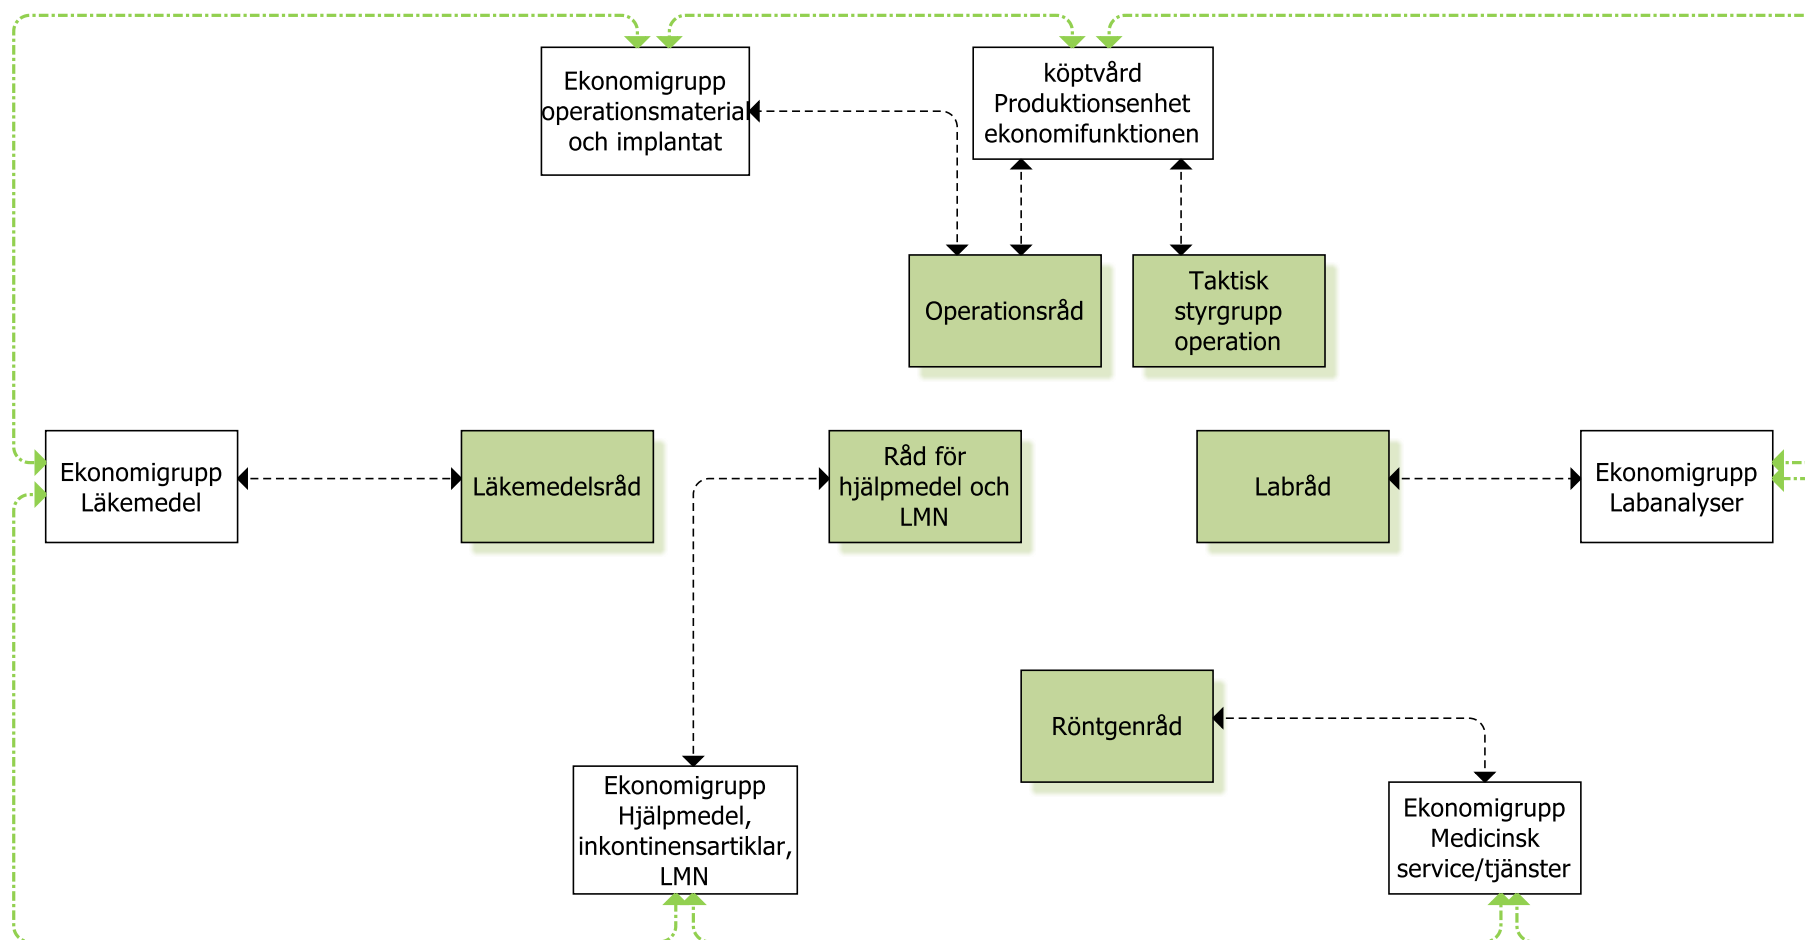 Ekonomigrupp
operationsmaterial
och implantat
köptvård
Produktionsenhet
ekonomifunktionen
Operationsråd
Taktisk
styrgrupp
operation
Ekonomigrupp
Läkemedel
Läkemedelsråd
Råd för
hjälpmedel och
LMN
Labråd
Ekonomigrupp
Labanalyser
Röntgenråd
Ekonomigrupp
Hjälpmedel,
inkontinensartiklar,
LMN
Ekonomigrupp
Medicinsk
service/tjänster